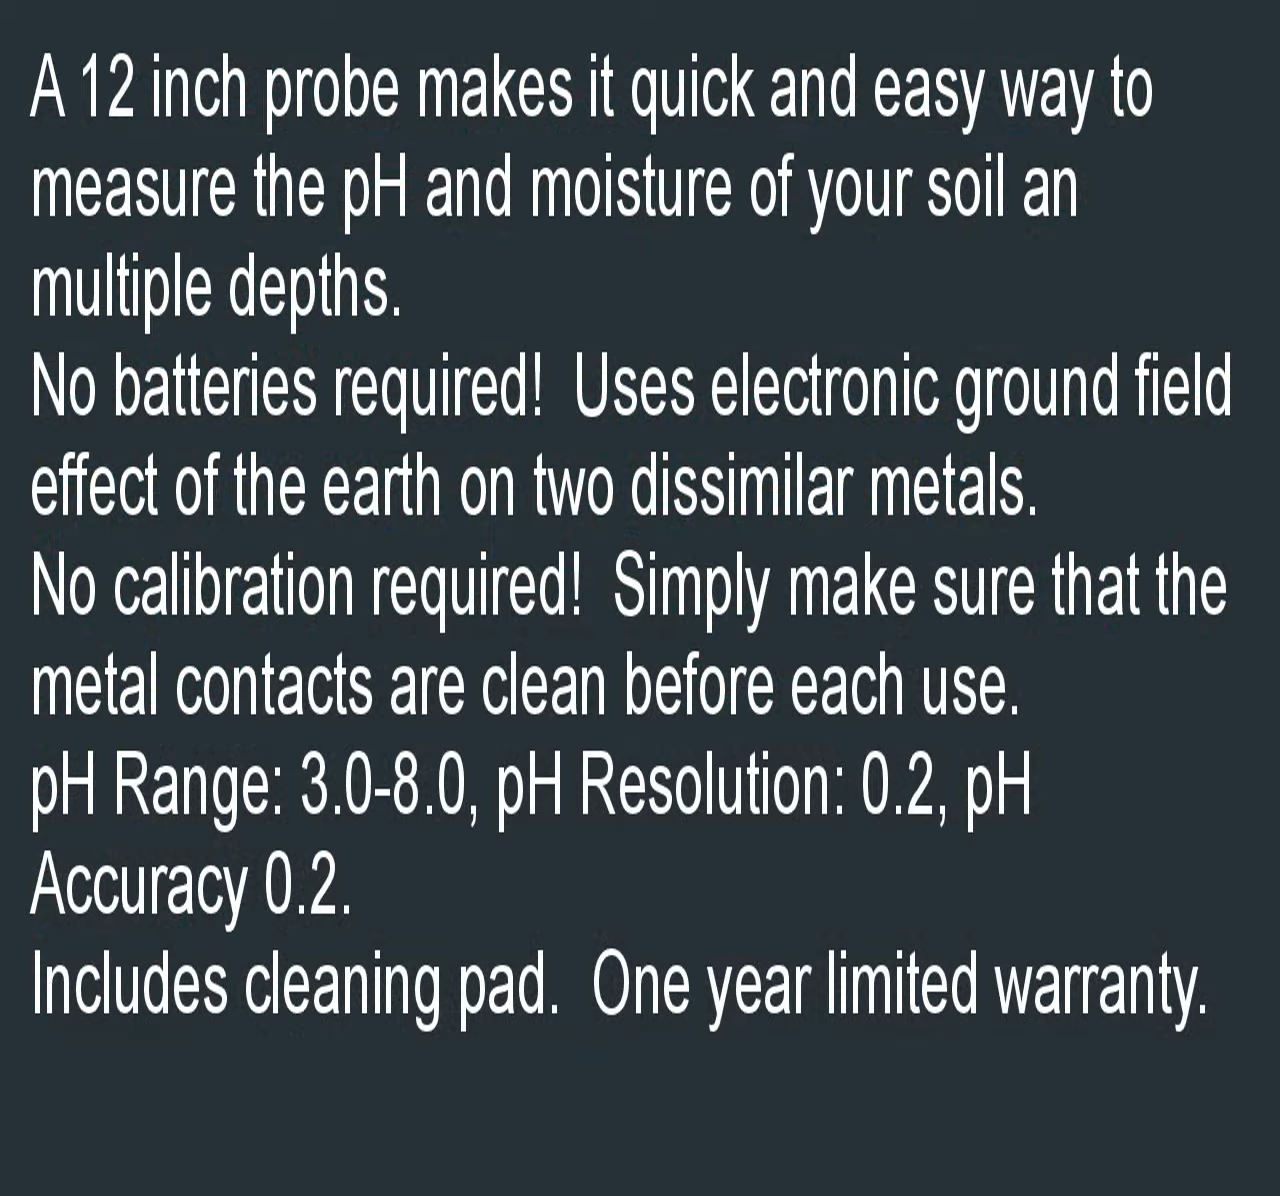 A 12 inch probe makes it quick and easy way to
measure the pH and moisture of your soil an
multiple depths.
No batteries required!  Uses electronic ground field
effect of the earth on two dissimilar metals.
No calibration required!  Simply make sure that the
metal contacts are clean before each use.
pH Range: 3.0-8.0, pH Resolution: 0.2, pH
Accuracy 0.2.
Includes cleaning pad.  One year limited warranty.